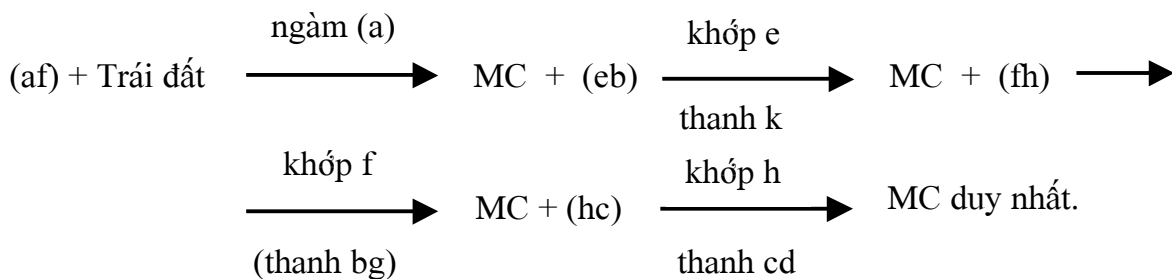 ngàm (a) khớp e
(af) + Trái đất MC + (eb) MC + (fh)
thanh k
khớp f khớp h
MC + (hc) MC duy nhất.
(thanh bg) thanh cd